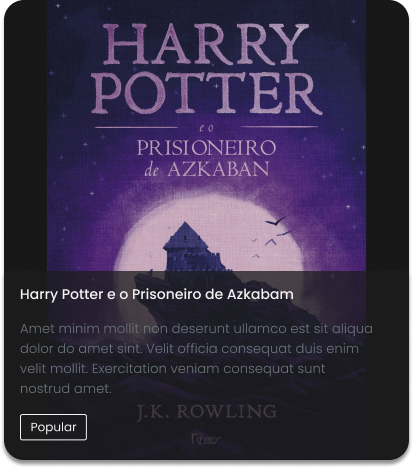 HARRY
POTTER
e o
PRISIONEIRO
de AZKABAN
Harry Potter e o Prisoneiro de Azkabam
Amet minim mollit non deserunt ullamco est sit aliqua
dolor do amet sint. Velit officia consequat duis enim
velit mollit. Exercitation veniam consequat sunt
nostrud amet.
J.K. ROWLING
Popular